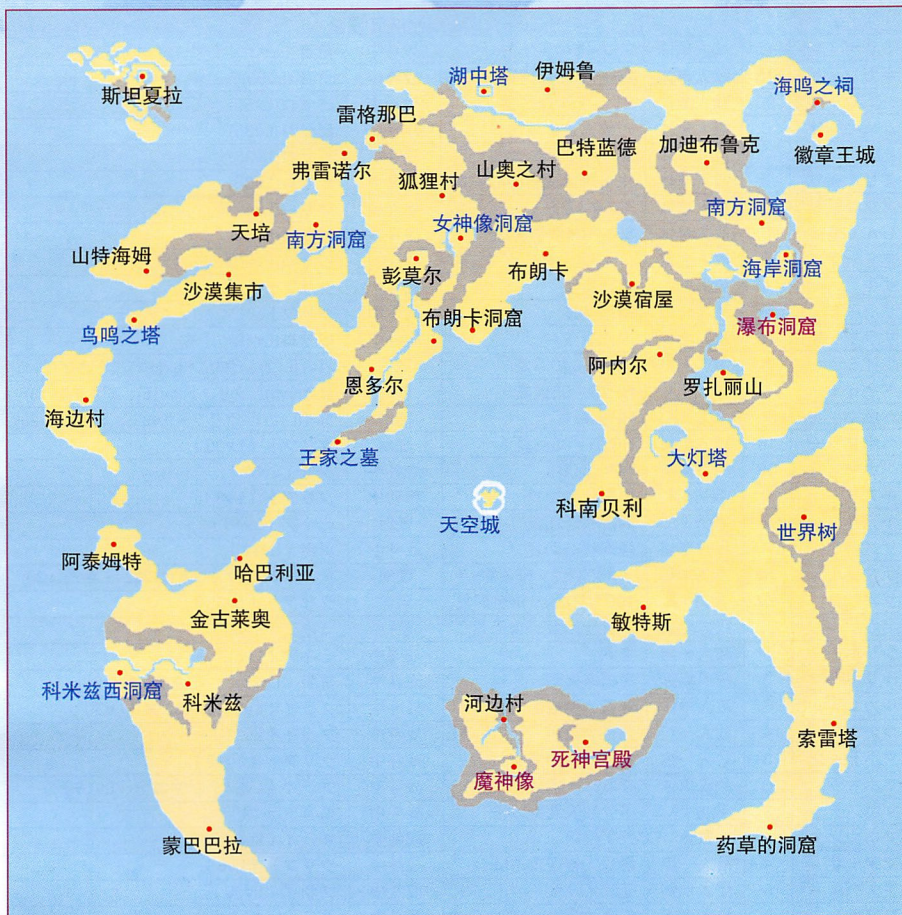 斯坦夏拉
湖中塔
伊姆鲁
海鸣之祠
雷格那巴
徽章王城
弗雷诺尔
狐狸村
山奥之村
巴特蓝德
加迪布鲁克
天培
南方洞窟
女神像洞窟
南方洞窟
山特海姆
沙漠集市
彭莫尔
布朗卡
海岸洞窟
沙漠宿屋
鸟鸣之塔
布朗卡洞窟
瀑布洞窟
海边村
恩多尔
阿内尔
罗扎丽山
王家之墓
大灯塔
天空城
科南贝利
世界树
阿泰姆特
哈巴利亚
金古莱奥
敏特斯
科米兹西洞窟
科米兹
河边村
索雷塔
死神宫殿
魔神像
蒙巴巴拉
药草的洞窟